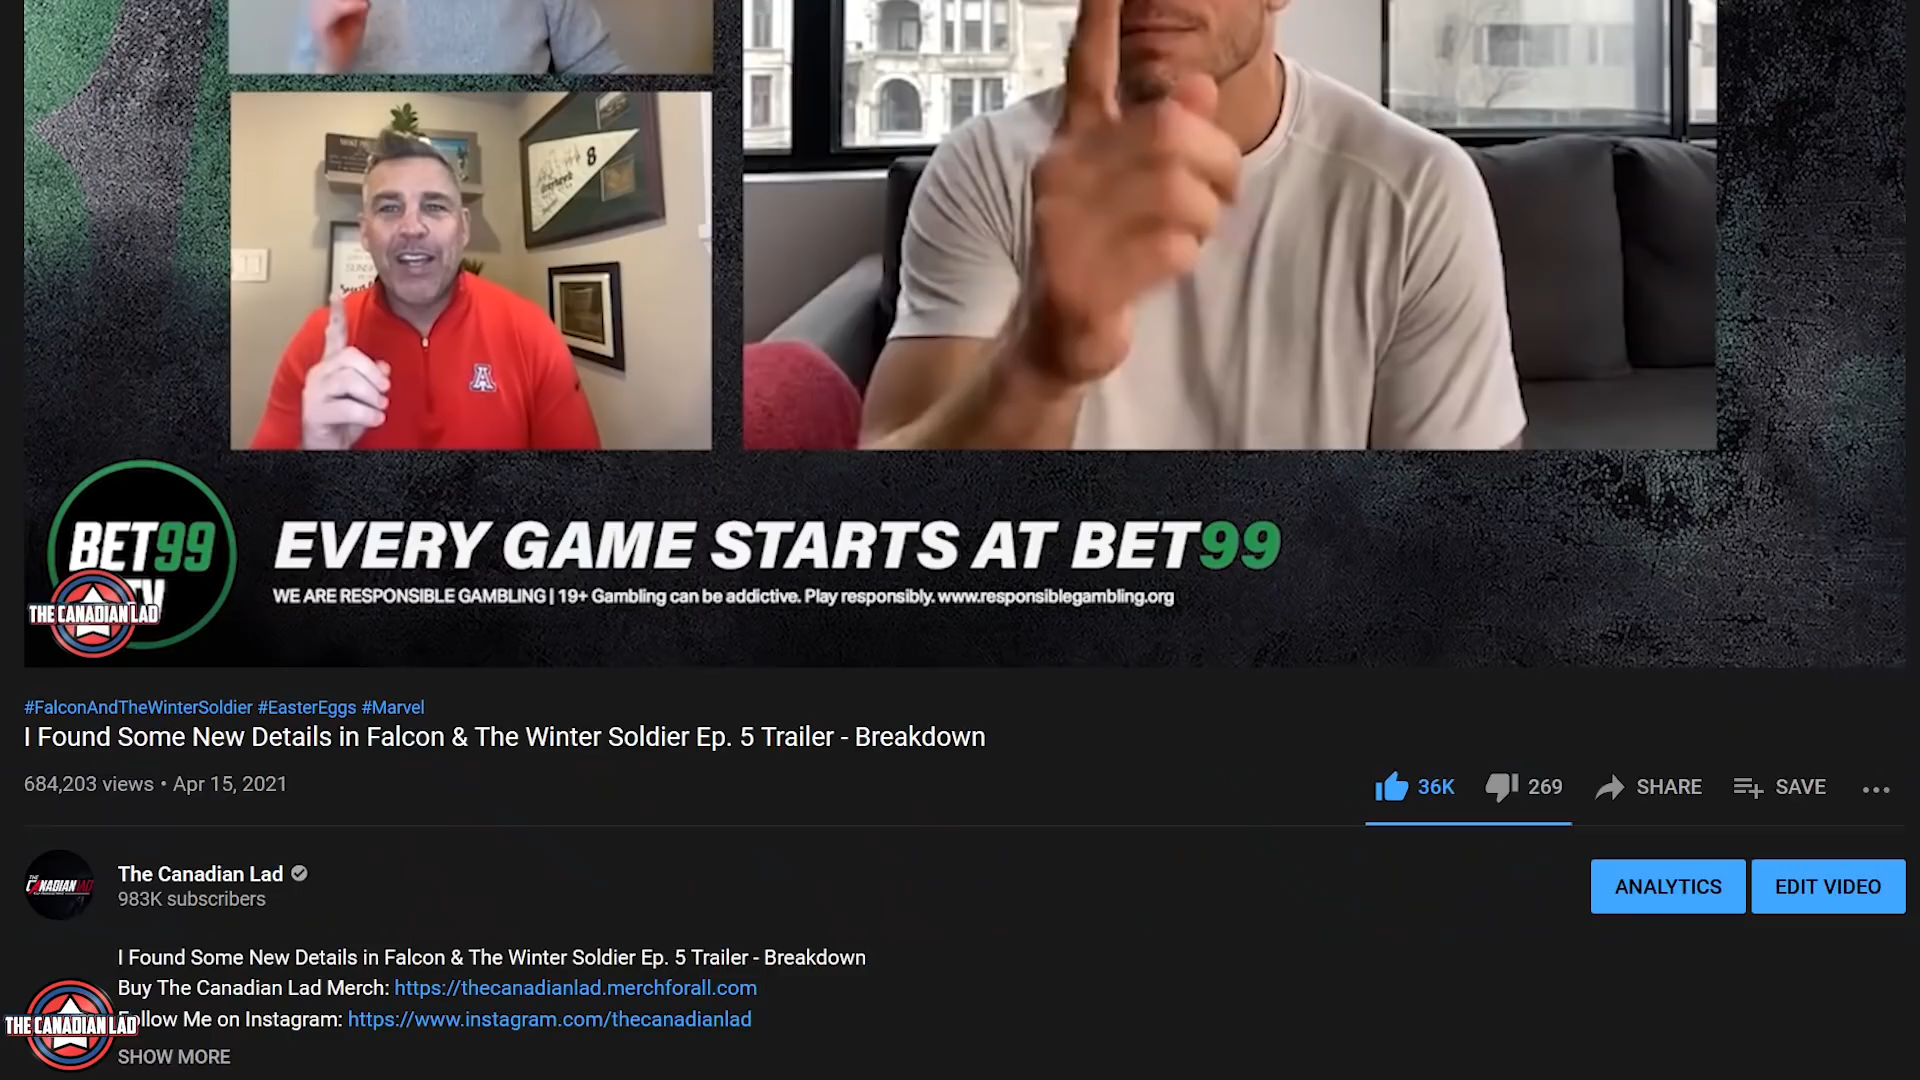 8
BET99
TV
THE CANADIAN LAD
EVERY GAME STARTS AT BET99
WE ARE RESPONSIBLE GAMBLING | 19+ Gambling can be addictive. Play responsibly. www.responsiblegambling.org
#FalconAndTheWinterSoldier #EasterEggs #Marvel
I Found Some New Details in Falcon & The Winter Soldier Ep. 5 Trailer - Breakdown
684,203 views • Apr 15, 2021
36K 269 SHARE SAVE
The Canadian Lad
983K subscribers
ANALYTICS EDIT VIDEO
I Found Some New Details in Falcon & The Winter Soldier Ep. 5 Trailer - Breakdown
Buy The Canadian Lad Merch: https://thecanadianlad.merchforall.com
THE CANADIAN LAD
ollow Me on Instagram: https://www.instagram.com/thecanadianlad
SHOW MORE